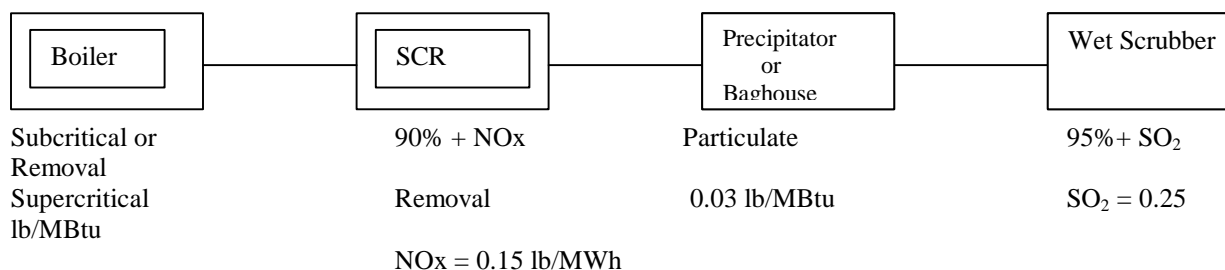 Boiler
SCR
Precipitator
or
Baghouse
Wet Scrubber
Subcritical or 90% + NOx Particulate 95%+ SO₂
Removal
Supercritical Removal 0.03 lb/MBtu SO₂ = 0.25
lb/MBtu
NOx = 0.15 lb/MWh